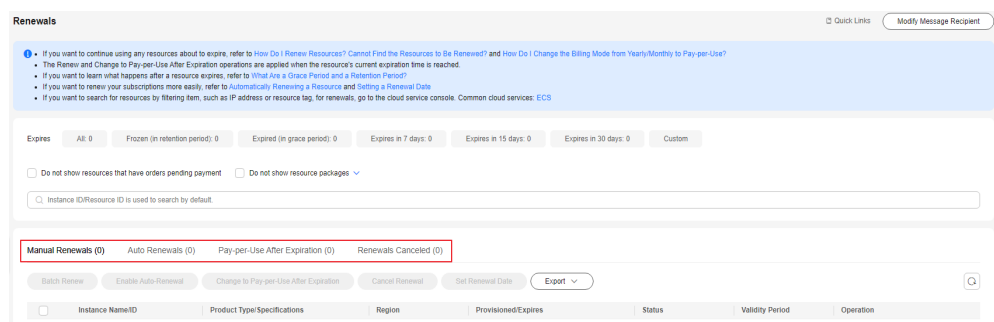 Renewals
Quick Links
Modify Message Recipient
• If you want to continue using any resources about to expire, refer to How Do I Renew Resources? Cannot Find the Resources to Be Renewed? and How Do I Change the Billing Mode from Yearly/Monthly to Pay-per-Use?
• The Renew and Change to Pay-per-Use After Expiration operations are applied when the resource's current expiration time is reached.
• If you want to learn what happens after a resource expires, refer to What Are a Grace Period and a Retention Period?
• If you want to renew your subscriptions more easily, refer to Automatically Renewing a Resource and Setting a Renewal Date
• If you want to search for resources by filtering item, such as IP address or resource tag, for renewals, go to the cloud service console. Common cloud services: ECS
Expires All: 0 Frozen (in retention period): 0 Expired (in grace period): 0 Expires in 7 days: 0 Expires in 15 days: 0 Expires in 30 days: 0 Custom
Do not show resources that have orders pending payment Do not show resource packages
Instance ID/Resource ID is used to search by default.
Manual Renewals (0) Auto Renewals (0) Pay-per-Use After Expiration (0) Renewals Canceled (0)
Batch Renew Enable Auto-Renewal Change to Pay-per-Use After Expiration Cancel Renewal Set Renewal Date Export
Instance Name/ID Product Type/Specifications Region Provisioned/Expires Status Validity Period Operation